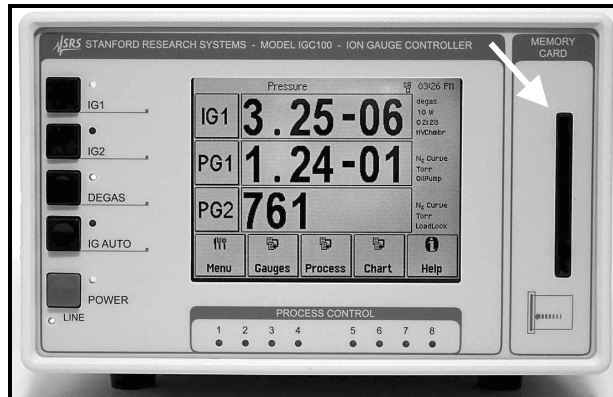 SRS STANFORD RESEARCH SYSTEMS - MODEL IGC100 - ION GAUGE CONTROLLER
MEMORY
CARD
Pressure 03:26 PM
IG1 3.25-06
degas
10 W
02:28
HVChmbr
PG1 1.24-01
N₂ Curve
Torr
OilPump
PG2 761
N₂ Curve
Torr
LoadLock
Menu Gauges Process Chart Help
IG1
IG2
DEGAS
IG AUTO
POWER
LINE
PROCESS CONTROL
1 2 3 4 5 6 7 8